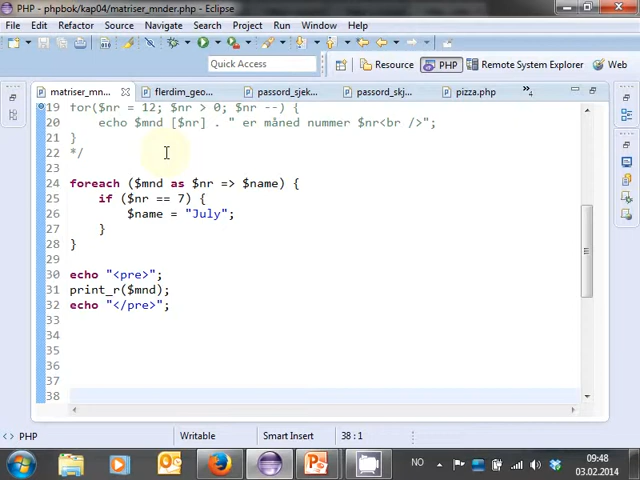 PHP - phpbok/kap04/matriser_mnder.php - Eclipse
File Edit Refactor Source Navigate Search Project Run Window Help
Quick Access Resource PHP Remote System Explorer Web
matriser_mn... flerdim_geo... passord_sjek... passord_skj... pizza.php »4
19 for($nr = 12; $nr > 0; $nr --) {
20 echo $mnd [$nr] . " er måned nummer $nr<br />";
21 }
22 */
23
24 foreach ($mnd as $nr => $name) {
25 if ($nr == 7) {
26 $name = "July";
27 }
28 }
29
30 echo "<pre>";
31 print_r($mnd);
32 echo "</pre>";
33
34
35
36
37
38
<> PHP Writable Smart Insert 38 : 1
NO 09:48
03.02.2014